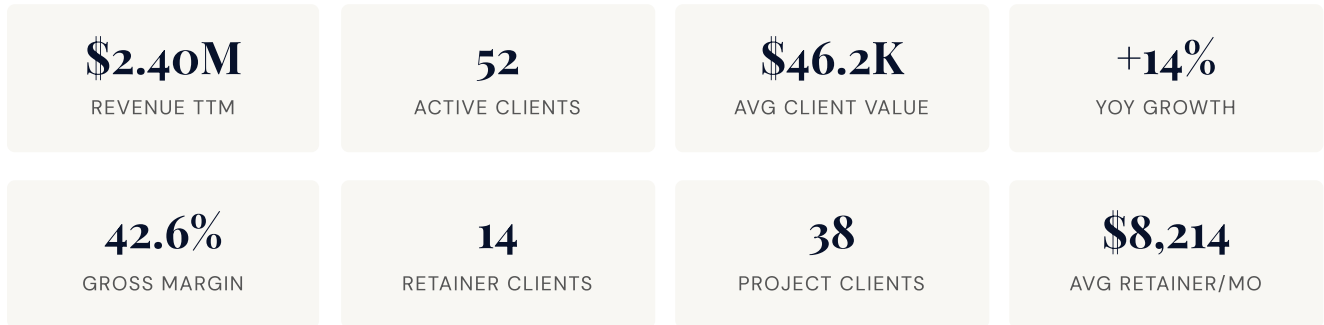 $2.40M
REVENUE TTM
52
ACTIVE CLIENTS
$46.2K
AVG CLIENT VALUE
+14%
YOY GROWTH
42.6%
GROSS MARGIN
14
RETAINER CLIENTS
38
PROJECT CLIENTS
$8,214
AVG RETAINER/MO